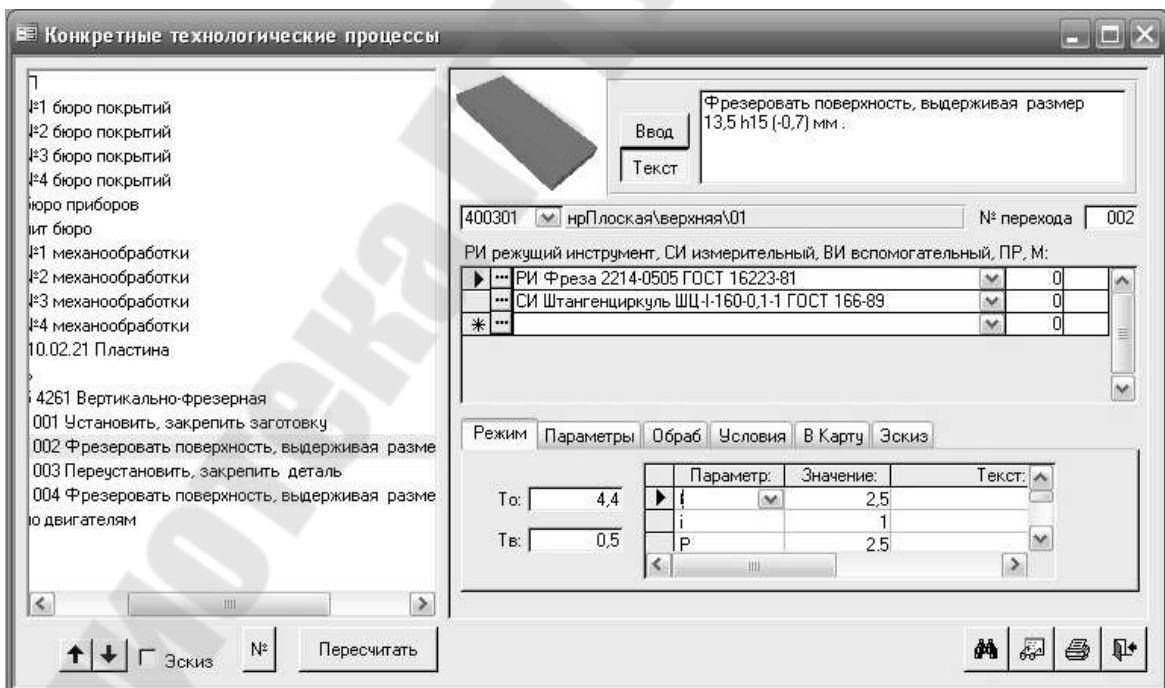 Конкретные технологические процессы
№1 бюро покрытий
№2 бюро покрытий
№3 бюро покрытий
№4 бюро покрытий
бюро приборов
бюро
№1 механообработки
№2 механообработки
№3 механообработки
№4 механообработки
10.02.21 Пластина
4261 Вертикально-фрезерная
001 Установить, закрепить заготовку
002 Фрезеровать поверхность, выдерживая разме
003 Переустановить, закрепить деталь
004 Фрезеровать поверхность, выдерживая разме
по двигателям
Эскиз
№
Пересчитать
Ввод
Текст
Фрезеровать поверхность, выдерживая размер
13,5 h15 (-0,7) мм .
400301
нрПлоская\верхняя\01
№ перехода
002
РИ режущий инструмент, СИ измерительный, ВИ вспомогательный, ПР, М:
РИ Фреза 2214-0505 ГОСТ 16223-81
0
СИ Штангенциркуль ШЦ-I-160-0,1-1 ГОСТ 166-89
0
0
Режим
Параметры
Обраб
Условия
В Карту
Эскиз
То:
4,4
Тв:
0,5
Параметр:
Значение:
Текст:
2,5
i
1
P
2.5